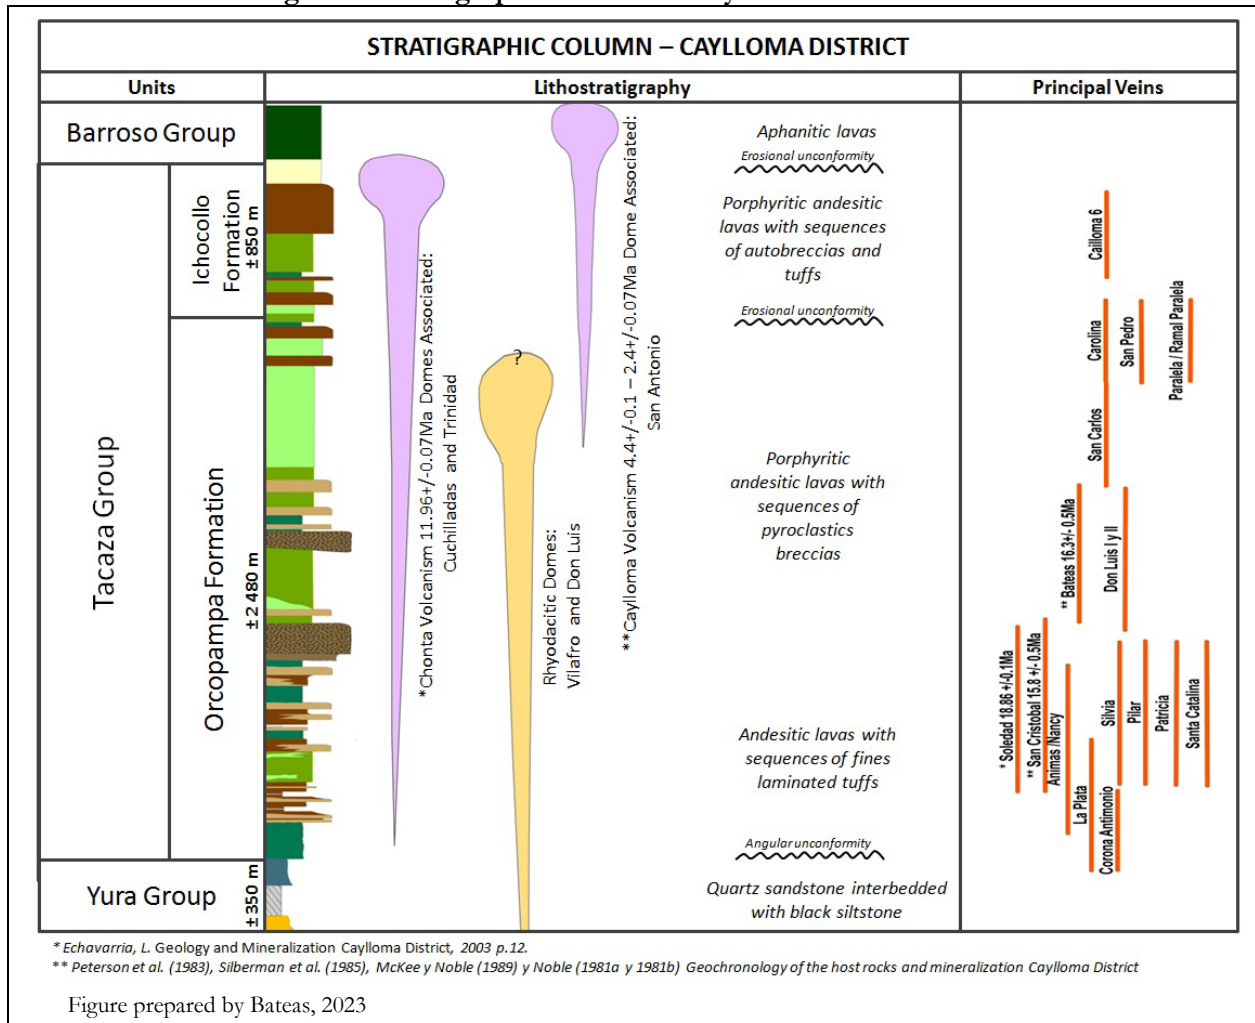 STRATIGRAPHIC COLUMN – CAYLLOMA DISTRICT
Units
Lithostratigraphy
Principal Veins
Barroso Group
Tacaza Group
Ichocollo
Formation
± 850 m
Orcopampa Formation
± 2 480 m
Yura Group
± 350 m
*Chonta Volcanism 11.96+/-0.07Ma Domes Associated:
Cuchilladas and Trinidad
?
Rhyodacitic Domes:
Vilafro and Don Luis
**Caylloma Volcanism 4.4+/-0.1 – 2.4+/-0.07Ma Dome Associated:
San Antonio
Aphanitic lavas
Erosional unconformity
Porphyritic andesitic
lavas with sequences
of autobreccias and
tuffs
Erosional unconformity
Porphyritic
andesitic lavas with
sequences of
pyroclastics
breccias
Andesitic lavas with
sequences of fines
laminated tuffs
Angular unconformity
Quartz sandstone interbedded
with black siltstone
Cailloma 6
Carolina
San Pedro
Paralela / Ramal Paralela
San Carlos
** Bateas 16.3+/- 0.5Ma
Don Luis I y II
* Soledad 18.86 +/-0.1Ma
** San Cristobal 15.8 +/- 0.5Ma
Animas /Nancy
La Plata
Corona Antimonio
Silvia
Pilar
Patricia
Santa Catalina
* Echavarria, L. Geology and Mineralization Caylloma District, 2003 p.12.
** Peterson et al. (1983), Silberman et al. (1985), McKee y Noble (1989) y Noble (1981a y 1981b) Geochronology of the host rocks and mineralization Caylloma District
Figure prepared by Bateas, 2023